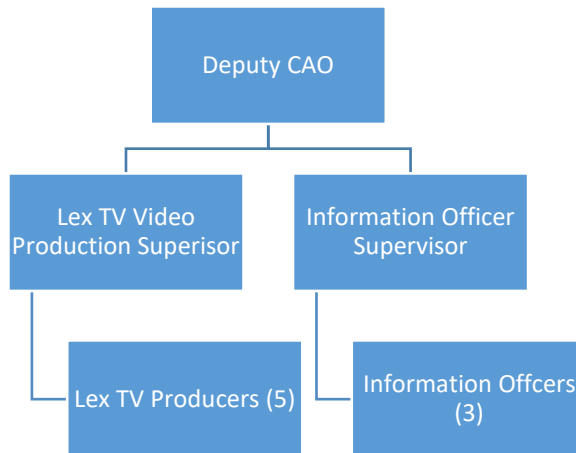 Deputy CAO
Lex TV Video
Production Superisor
Information Officer
Supervisor
Lex TV Producers (5)
Information Offcers
(3)